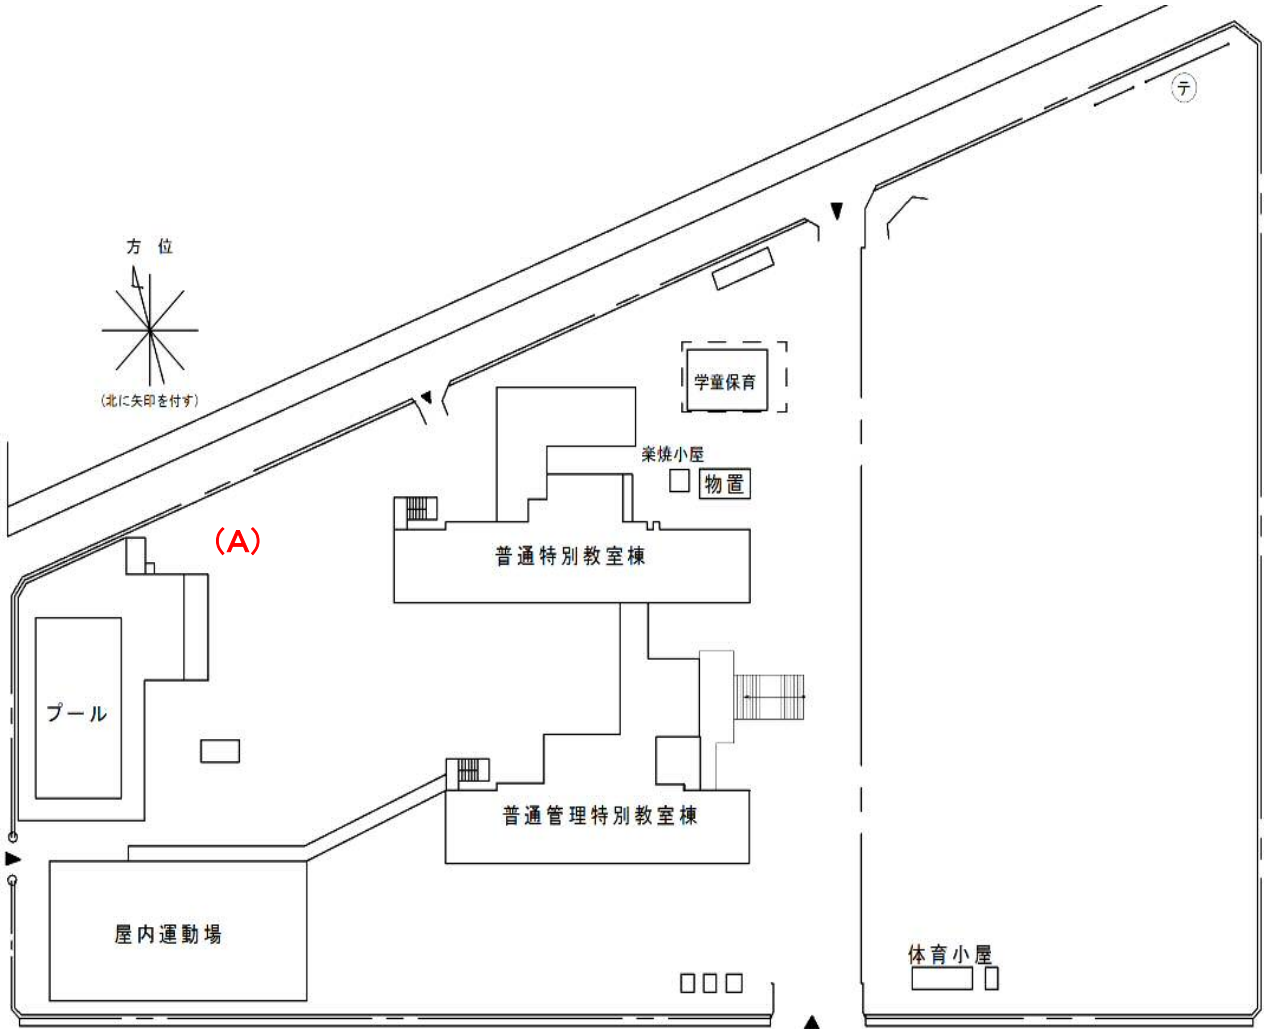 テ
方 位
(北に矢印を付す)
学童保育
楽焼小屋
物置
(A)
普通特別教室棟
プール
普通管理特別教室棟
屋内運動場
体育小屋